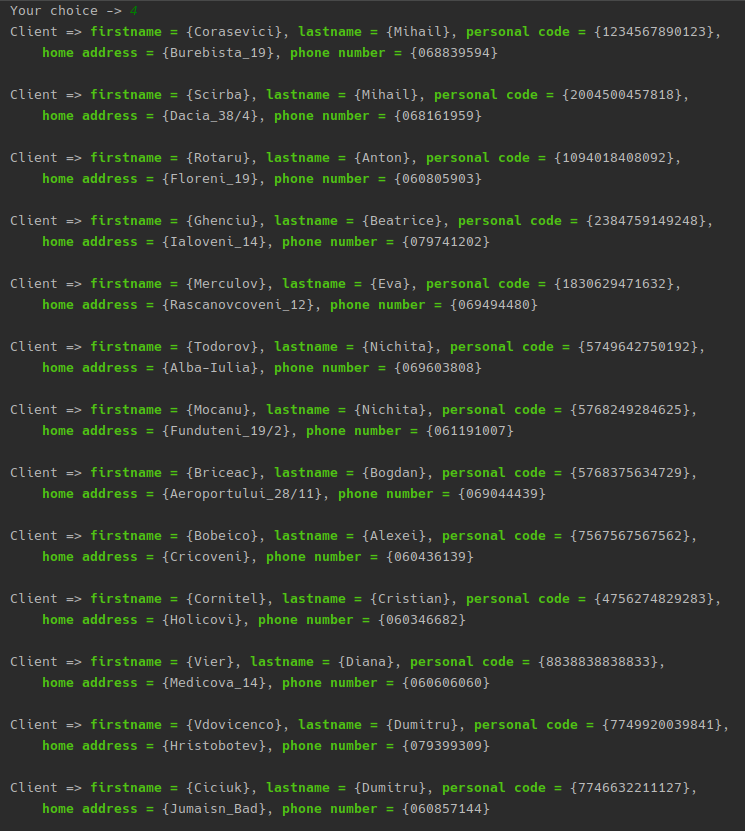 Your choice -> 4
Client => firstname = {Corasevici}, lastname = {Mihail}, personal code = {1234567890123},
home address = {Burebista_19}, phone number = {068839594}
Client => firstname = {Scirba}, lastname = {Mihail}, personal code = {2004500457818},
home address = {Dacia_38/4}, phone number = {068161959}
Client => firstname = {Rotaru}, lastname = {Anton}, personal code = {1094018408092},
home address = {Floreni_19}, phone number = {060805903}
Client => firstname = {Ghenciu}, lastname = {Beatrice}, personal code = {2384759149248},
home address = {Ialoveni_14}, phone number = {079741202}
Client => firstname = {Merculov}, lastname = {Eva}, personal code = {1830629471632},
home address = {Rascanovcoveni_12}, phone number = {069494480}
Client => firstname = {Todorov}, lastname = {Nichita}, personal code = {5749642750192},
home address = {Alba-Iulia}, phone number = {069603808}
Client => firstname = {Mocanu}, lastname = {Nichita}, personal code = {5768249284625},
home address = {Funduteni_19/2}, phone number = {061191007}
Client => firstname = {Briceac}, lastname = {Bogdan}, personal code = {5768375634729},
home address = {Aeroportului_28/11}, phone number = {069044439}
Client => firstname = {Bobeico}, lastname = {Alexei}, personal code = {7567567567562},
home address = {Cricoveni}, phone number = {060436139}
Client => firstname = {Cornitel}, lastname = {Cristian}, personal code = {4756274829283},
home address = {Holicovi}, phone number = {060346682}
Client => firstname = {Vier}, lastname = {Diana}, personal code = {8838838838833},
home address = {Medicova_14}, phone number = {060606060}
Client => firstname = {Vdovicenco}, lastname = {Dumitru}, personal code = {7749920039841},
home address = {Hristobotev}, phone number = {079399309}
Client => firstname = {Ciciuk}, lastname = {Dumitru}, personal code = {7746632211127},
home address = {Jumaisn_Bad}, phone number = {060857144}